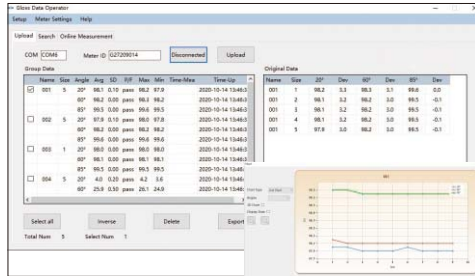 Gloss Data Operator
Setup Meter Settings Help
Upload Search Online Measurement
COM COM6 Meter ID G27209014 Disconnected Upload
Group Data
Name Size Angle Avg SD P/F Max Min Time-Mea Time-Up
001 5 20° 98.1 0.10 pass 98.2 97.9 2020-10-14 13:46:3
60° 98.2 0.00 pass 98.3 98.2 2020-10-14 13:46:3
85° 99.6 0.00 pass 99.6 99.5 2020-10-14 13:46:3
002 5 20° 97.9 0.10 pass 98.0 97.8 2020-10-14 13:46:3
60° 98.2 0.00 pass 98.2 98.2 2020-10-14 13:46:3
85° 99.6 0.00 pass 99.6 99.6 2020-10-14 13:46:3
003 1 20° 98.0 0.00 pass 98.0 98.0 2020-10-14 13:46:3
60° 98.1 0.00 pass 98.1 98.1 2020-10-14 13:46:3
85° 99.5 0.00 pass 99.5 99.5 2020-10-14 13:46:3
004 5 20° 4.0 0.20 pass 4.2 3.6 2020-10-14 13:46:3
60° 25.9 0.50 pass 26.1 24.9 2020-10-14 13:46:3
Select all Inverse Delete Export
Total Num 5 Select Num 1
Original Data
Name Size 20° Dev 60° Dev 85° Dev
001 1 98.2 3.3 98.3 3.1 99.6 0.0
001 2 98.1 3.2 98.2 3.0 99.5 -0.1
001 3 98.1 3.2 98.2 3.0 99.5 -0.1
001 4 98.1 3.2 98.2 3.0 99.5 -0.1
001 5 97.9 3.0 98.2 3.0 99.5 -0.1